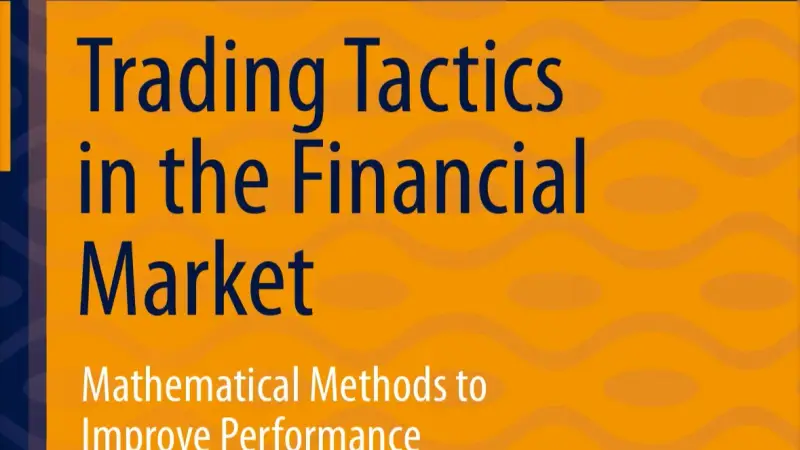 Trading Tactics
in the Financial
Market
Mathematical Methods to
Improve Performance